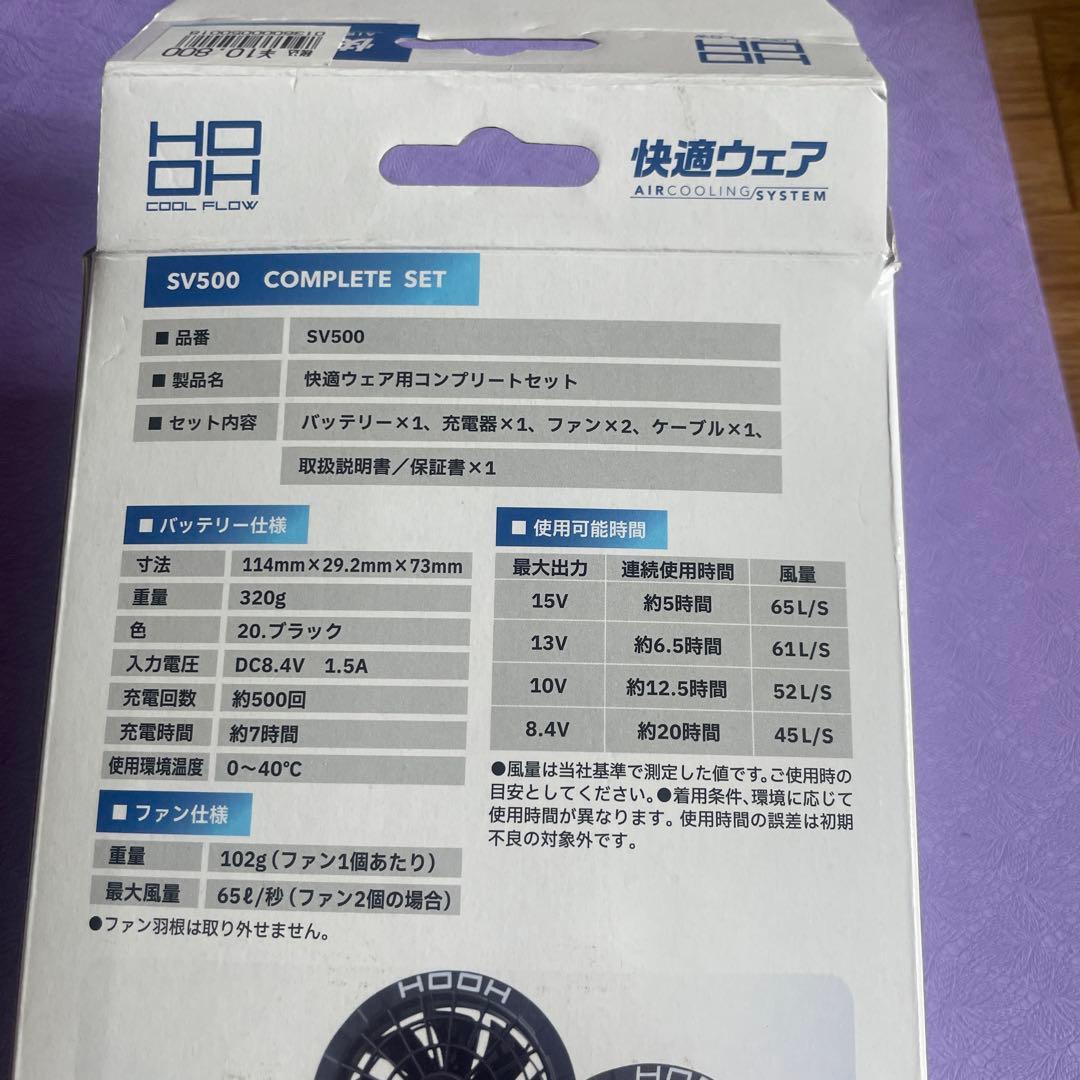 税込 ¥10,800
HOOH
HO
OH
COOL FLOW
快適ウェア
AIRCOOLING/SYSTEM
SV500 COMPLETE SET
■ 品番 SV500
■ 製品名 快適ウェア用コンプリートセット
■ セット内容 バッテリー×1、充電器×1、ファン×2、ケーブル×1、
取扱説明書／保証書×1
■ バッテリー仕様
寸法 114mm×29.2mm×73mm
重量 320g
色 20.ブラック
入力電圧 DC8.4V 1.5A
充電回数 約500回
充電時間 約7時間
使用環境温度 0〜40℃
■ ファン仕様
重量 102g（ファン1個あたり）
最大風量 65ℓ/秒（ファン2個の場合）
●ファン羽根は取り外せません。
■ 使用可能時間
最大出力 連続使用時間 風量
15V 約5時間 65L/S
13V 約6.5時間 61L/S
10V 約12.5時間 52L/S
8.4V 約20時間 45L/S
●風量は当社基準で測定した値です。ご使用時の
目安としてください。●着用条件、環境に応じて
使用時間が異なります。使用時間の誤差は初期
不良の対象外です。
HOOH
HOOH